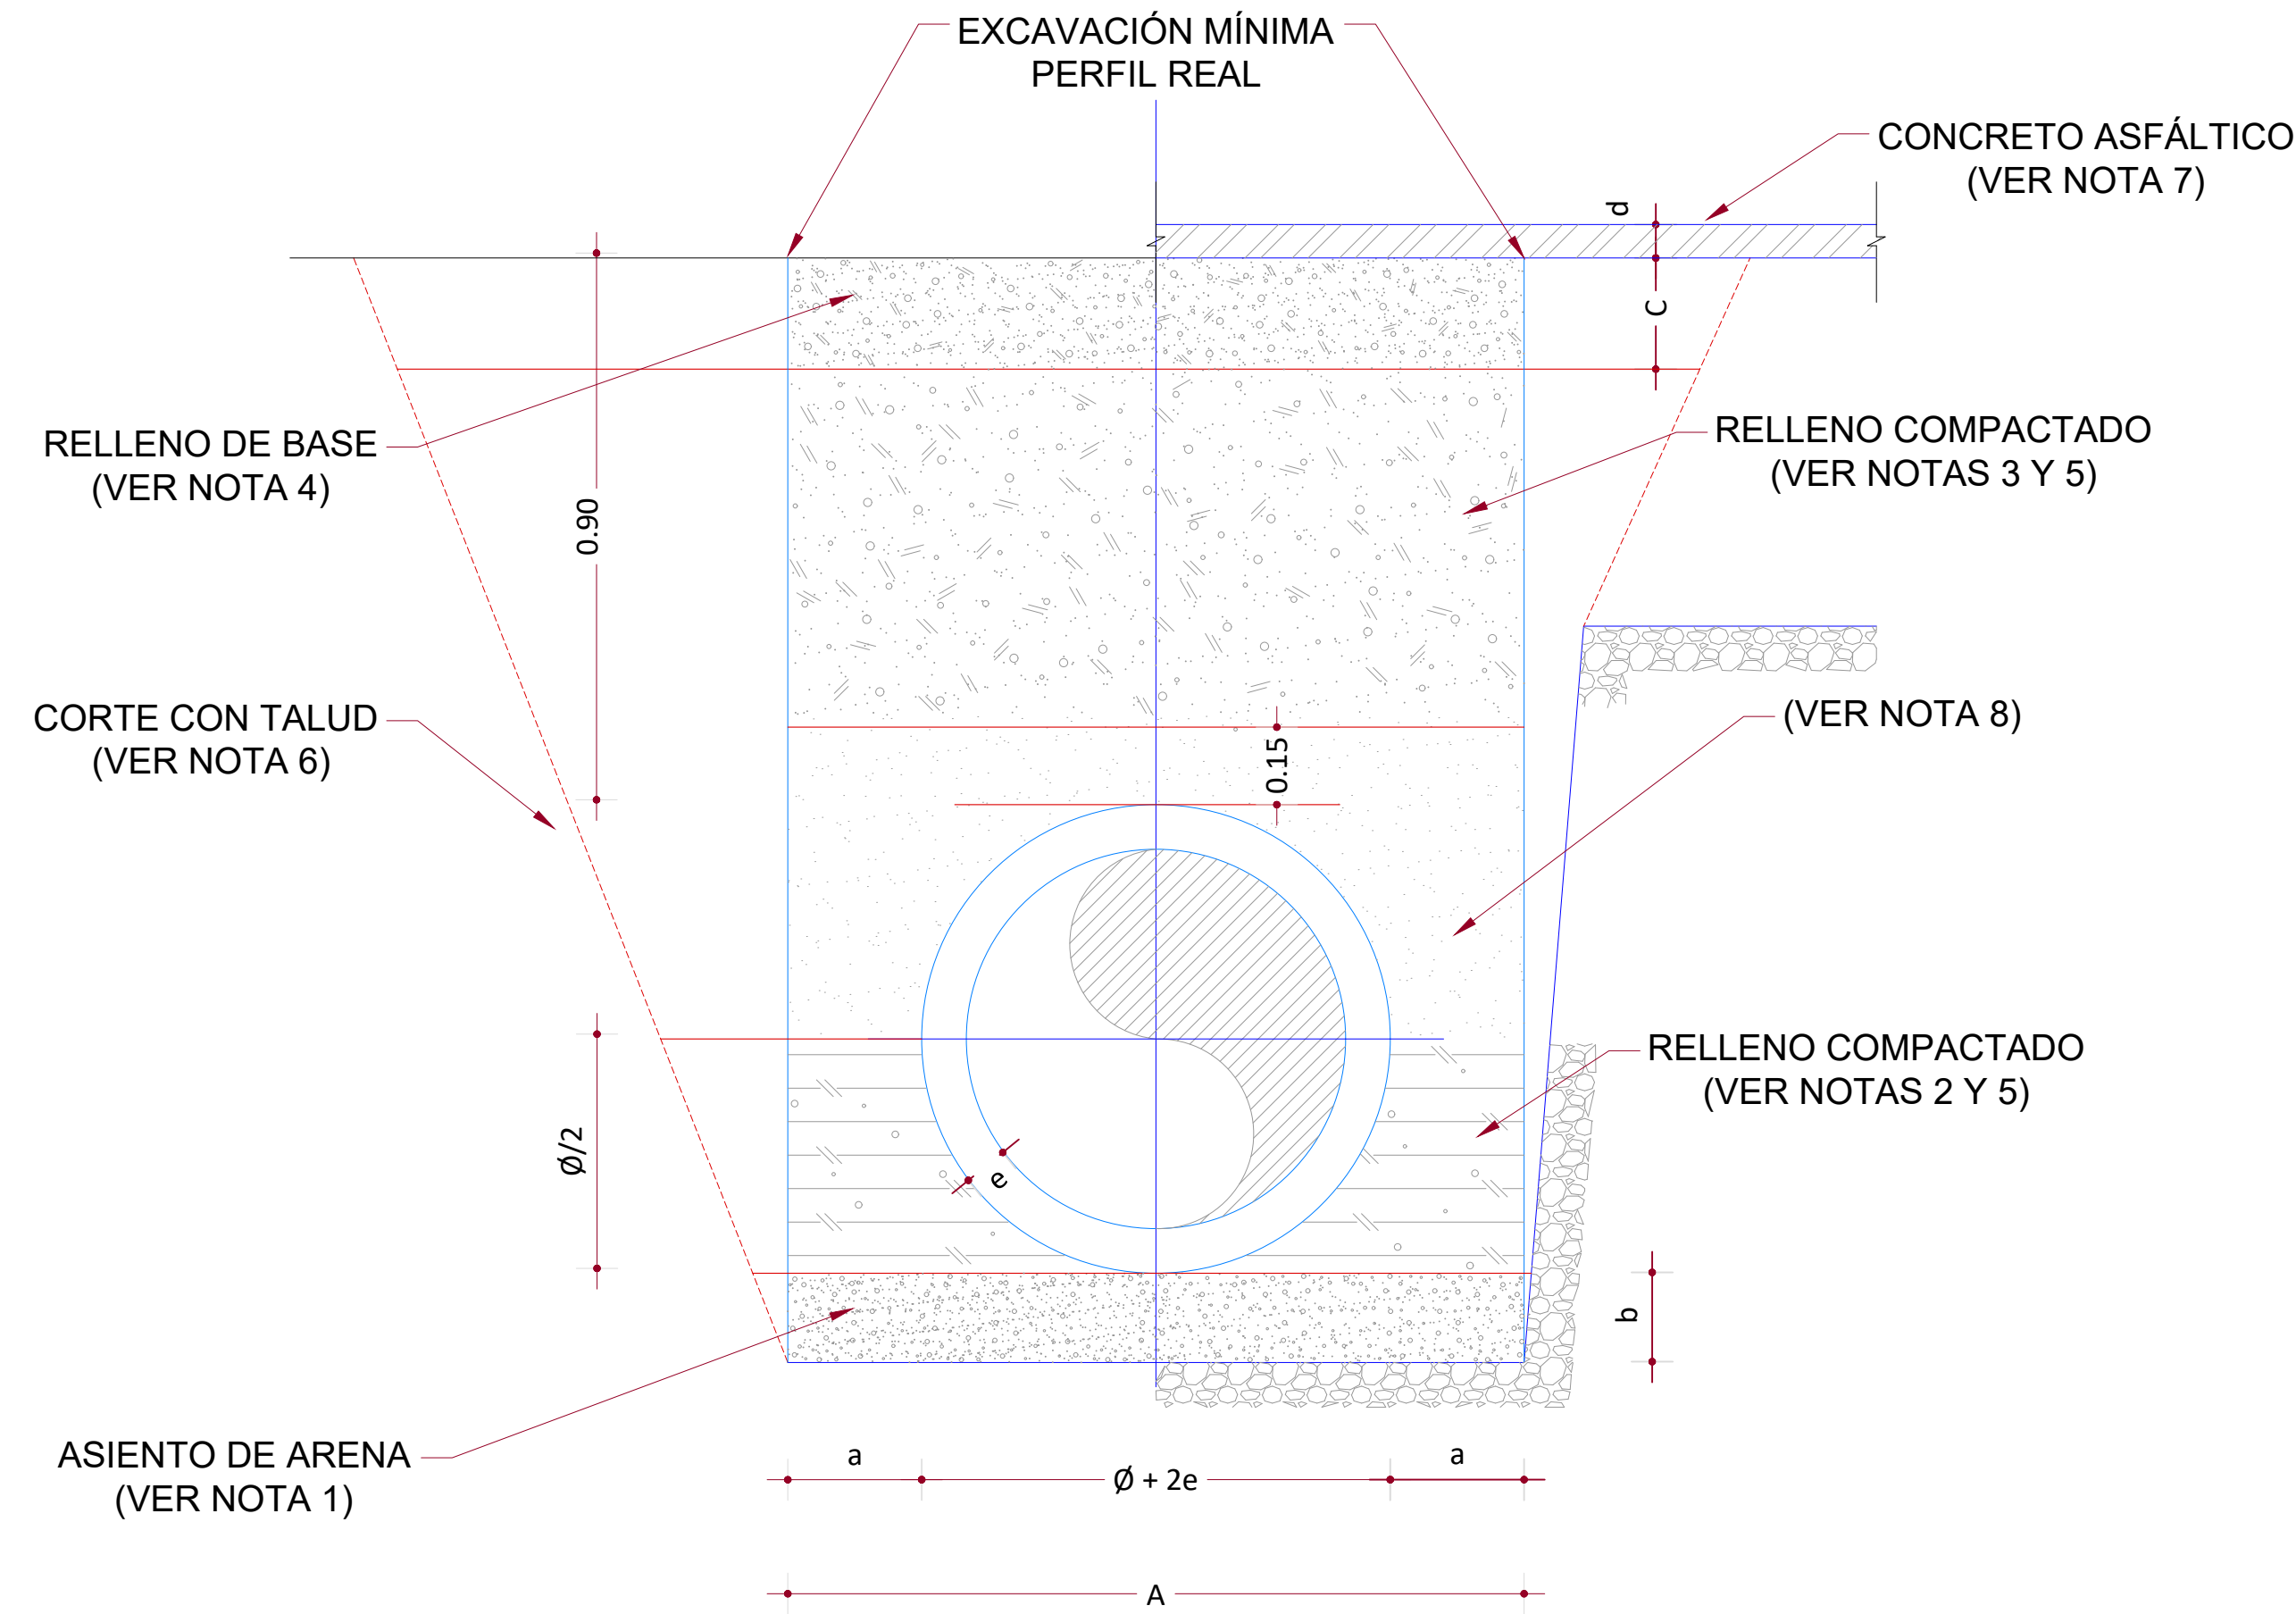 EXCAVACIÓN MÍNIMA
PERFIL REAL
CONCRETO ASFÁLTICO
(VER NOTA 7)
d
C
RELLENO DE BASE
(VER NOTA 4)
RELLENO COMPACTADO
(VER NOTAS 3 Y 5)
0.90
CORTE CON TALUD
(VER NOTA 6)
(VER NOTA 8)
0.15
RELLENO COMPACTADO
(VER NOTAS 2 Y 5)
Ø/2
e
b
ASIENTO DE ARENA
(VER NOTA 1)
a
Ø + 2e
a
A